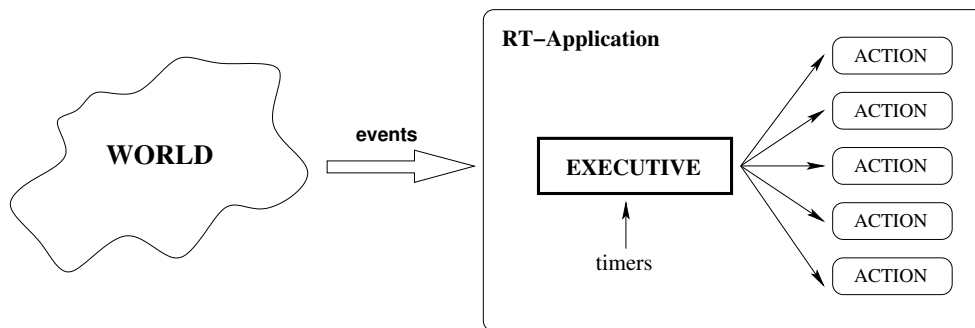 RT−Application
WORLD
events
EXECUTIVE
timers
ACTION
ACTION
ACTION
ACTION
ACTION